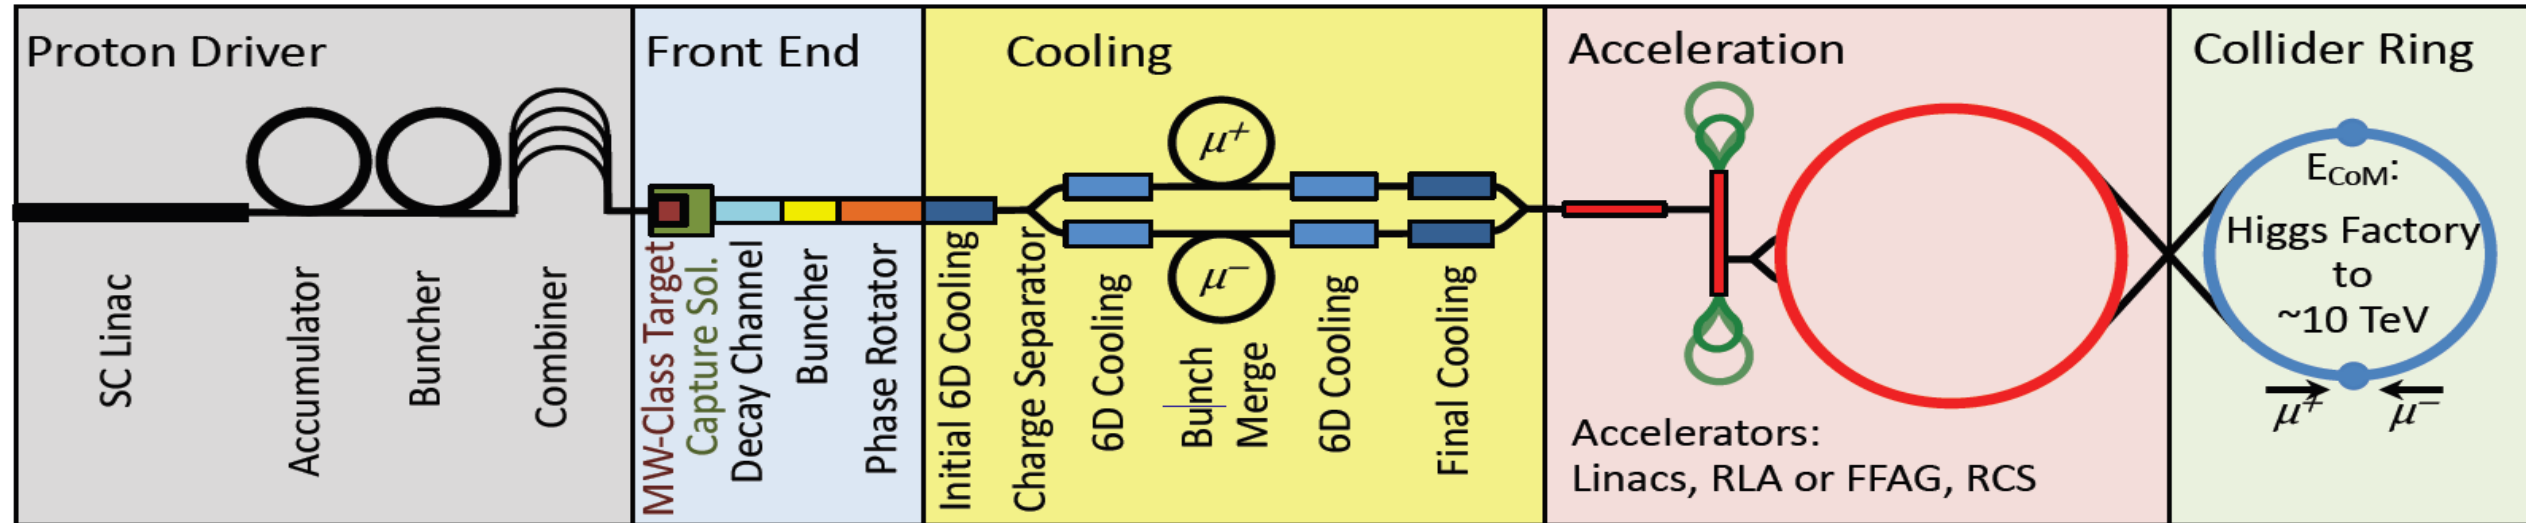 Proton Driver
SC Linac
Accumulator
Buncher
Combiner
Front End
MW-Class Target
Capture Sol.
Decay Channel
Buncher
Phase Rotator
Cooling
Initial 6D Cooling
Charge Separator
6D Cooling
μ+
μ−
Bunch
Merge
6D Cooling
Final Cooling
Acceleration
Accelerators:
Linacs, RLA or FFAG, RCS
Collider Ring
ECoM:
Higgs Factory
to
~10 TeV
μ+ μ−